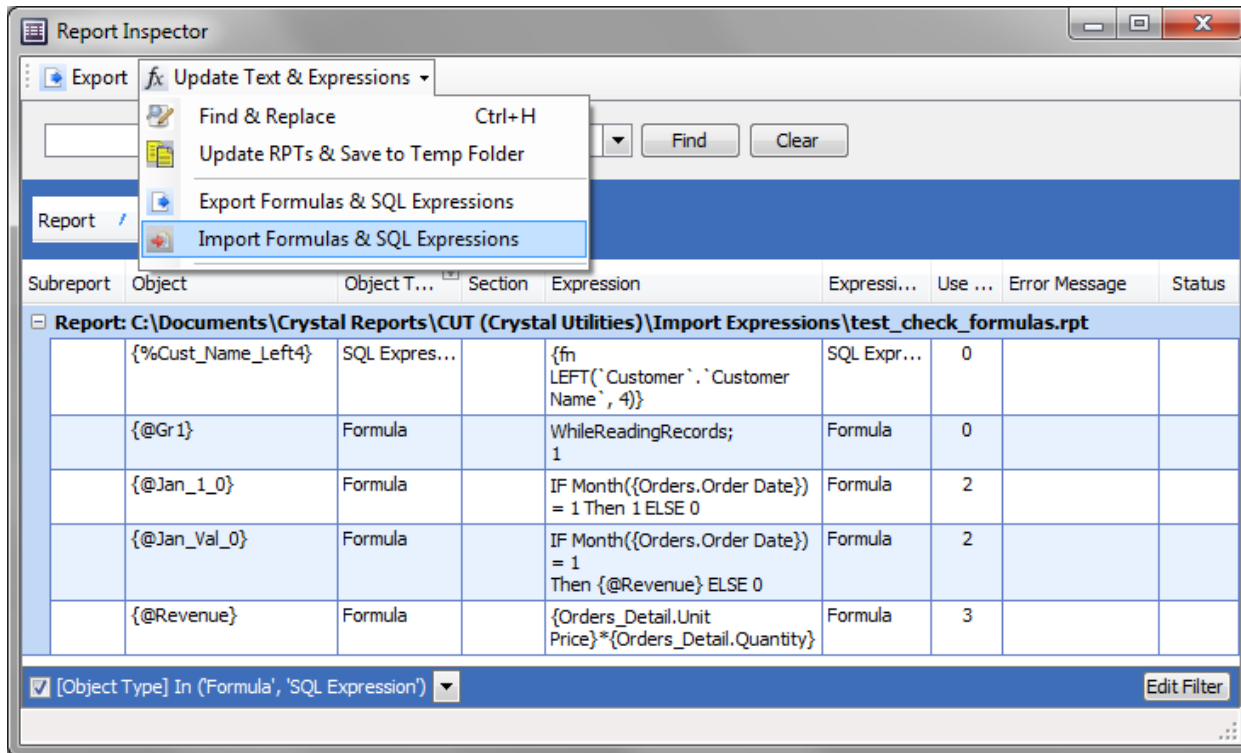 Report Inspector
Export fx Update Text & Expressions
Find & Replace Ctrl+H
Find Clear
Update RPTs & Save to Temp Folder
Export Formulas & SQL Expressions
Report /
Import Formulas & SQL Expressions
Subreport Object Object T... Section Expression Expressi... Use ... Error Message Status
Report: C:\Documents\Crystal Reports\CUT (Crystal Utilities)\Import Expressions\test_check_formulas.rpt
{%Cust_Name_Left4} SQL Expres... {fn SQL Expr... 0
LEFT(`Customer`.`Customer
Name`, 4)}
{@Gr1} Formula WhileReadingRecords; Formula 0
1
{@Jan_1_0} Formula IF Month({Orders.Order Date}) Formula 2
= 1 Then 1 ELSE 0
{@Jan_Val_0} Formula IF Month({Orders.Order Date}) Formula 2
= 1
Then {@Revenue} ELSE 0
{@Revenue} Formula {Orders_Detail.Unit Formula 3
Price}*{Orders_Detail.Quantity}
[Object Type] In ('Formula', 'SQL Expression') Edit Filter